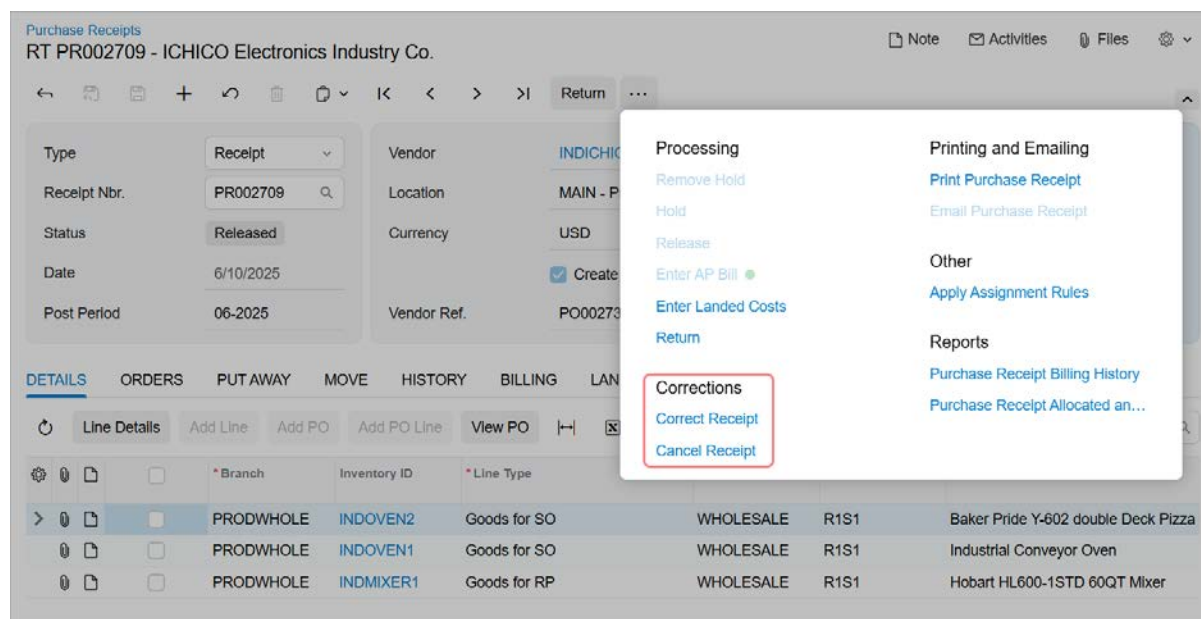 Purchase Receipts
RT PR002709 - ICHICO Electronics Industry Co.
Note Activities Files
Return ...
Type Receipt
Receipt Nbr. PR002709
Status Released
Date 6/10/2025
Post Period 06-2025
Vendor INDICHIC
Location MAIN - P
Currency USD
Create
Vendor Ref. PO00273
Processing
Remove Hold
Hold
Release
Enter AP Bill
Enter Landed Costs
Return
Corrections
Correct Receipt
Cancel Receipt
Printing and Emailing
Print Purchase Receipt
Email Purchase Receipt
Other
Apply Assignment Rules
Reports
Purchase Receipt Billing History
Purchase Receipt Allocated an...
DETAILS ORDERS PUT AWAY MOVE HISTORY BILLING LAN
Line Details Add Line Add PO Add PO Line View PO
*Branch Inventory ID *Line Type
PRODWHOLE INDOVEN2 Goods for SO WHOLESALE R1S1 Baker Pride Y-602 double Deck Pizza
PRODWHOLE INDOVEN1 Goods for SO WHOLESALE R1S1 Industrial Conveyor Oven
PRODWHOLE INDMIXER1 Goods for RP WHOLESALE R1S1 Hobart HL600-1STD 60QT Mixer